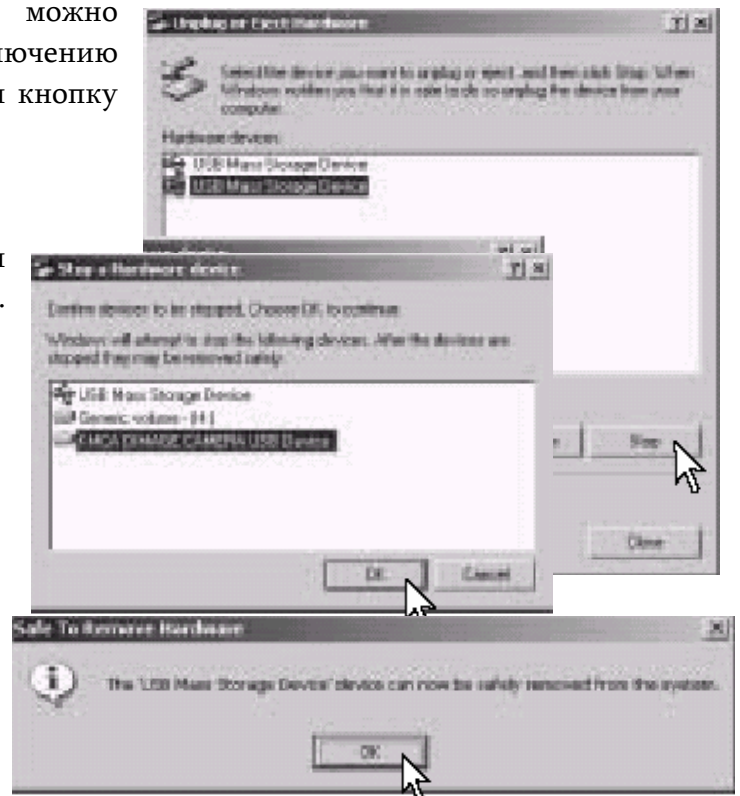 можно
лючению
кнопку
.
Unplug or Eject Hardware
Select the device you want to unplug or eject, and then click Stop. When
Windows notifies you that it is safe to do so unplug the device from your
computer.
Hardware devices:
USB Mass Storage Device
USB Mass Storage Device
Stop
Close
Stop a Hardware device
Confirm devices to be stopped, Choose OK to continue.
Windows will attempt to stop the following devices. After the devices are
stopped they may be removed safely.
USB Mass Storage Device
Generic volume - (H:)
DIMAGE CAMERA USB Device
OK
Cancel
Safe To Remove Hardware
The 'USB Mass Storage Device' device can now be safely removed from the system.
OK